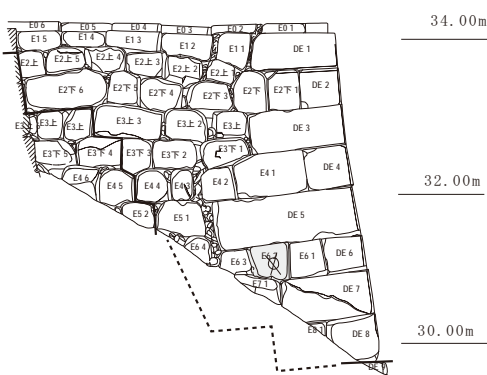 E0 6 E0 5 E0 4 E0 3 E0 2 E0 1
34.00m
E1 5 E1 4 E1 3 E1 2 E1 1 DE 1
E2上 E2上 5 E2上 4 E2上 3 E2上 2 E2上 1
E2下 6 E2下 5 E2下 4 E2下 3 E2下 E2下 1 DE 2
E3上 E3上 E3上 E3上 3 E3上 2 E3上 DE 3
E3下 5 E3下 4 E3下 3 E3下 2 E3下 1
E4 6 E4 5 E4 4 E4 3 E4 2 E4 1 DE 4
32.00m
E5 2 E5 1 DE 5
E6 4 E6 3 E6 2 E6 1 DE 6
E7 1 DE 7
E8 1 DE 8
30.00m